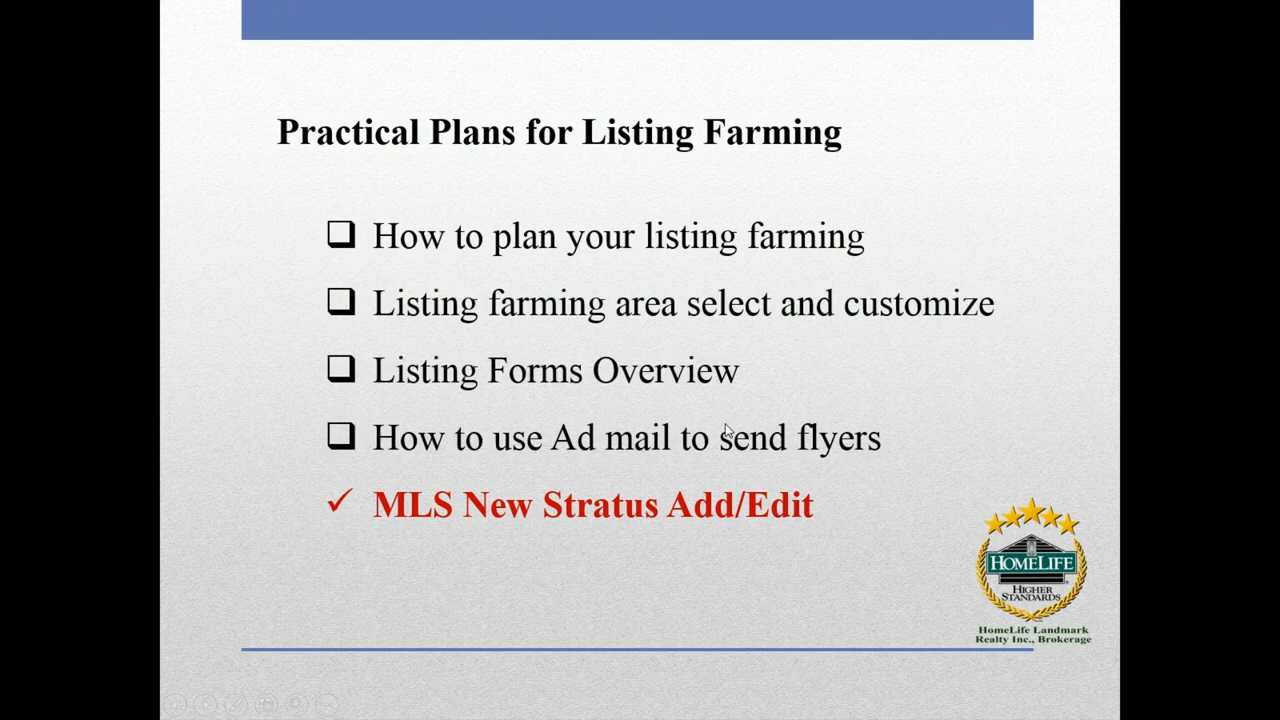 Practical Plans for Listing Farming
How to plan your listing farming
Listing farming area select and customize
Listing Forms Overview
How to use Ad mail to send flyers
MLS New Stratus Add/Edit
HOMELIFE
HIGHER
STANDARDS
HomeLife Landmark
Realty Inc., Brokerage